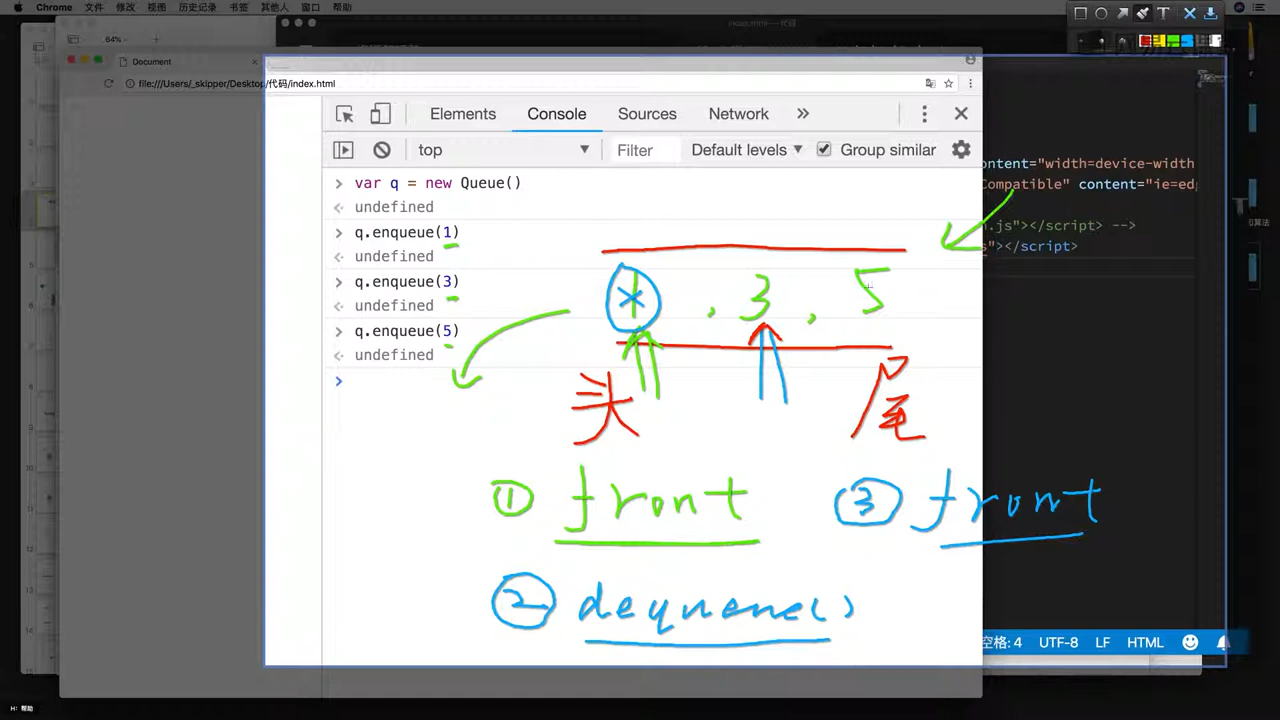 Chrome 文件 修改 视图 历史记录 书签 其他人 窗口 帮助
64%
Document
file:///Users/_skipper/Desktop/代码/index.html
Elements Console Sources Network
top Filter Default levels Group similar
var q = new Queue()
undefined
q.enqueue(1)
undefined
q.enqueue(3)
undefined
q.enqueue(5)
undefined
1 , 3 , 5
头 尾
① front ③ front
② dequeue()
content="width=device-width
Compatible" content="ie=edg
.js"></script> -->
s"></script>
空格: 4 UTF-8 LF HTML
H: 帮助